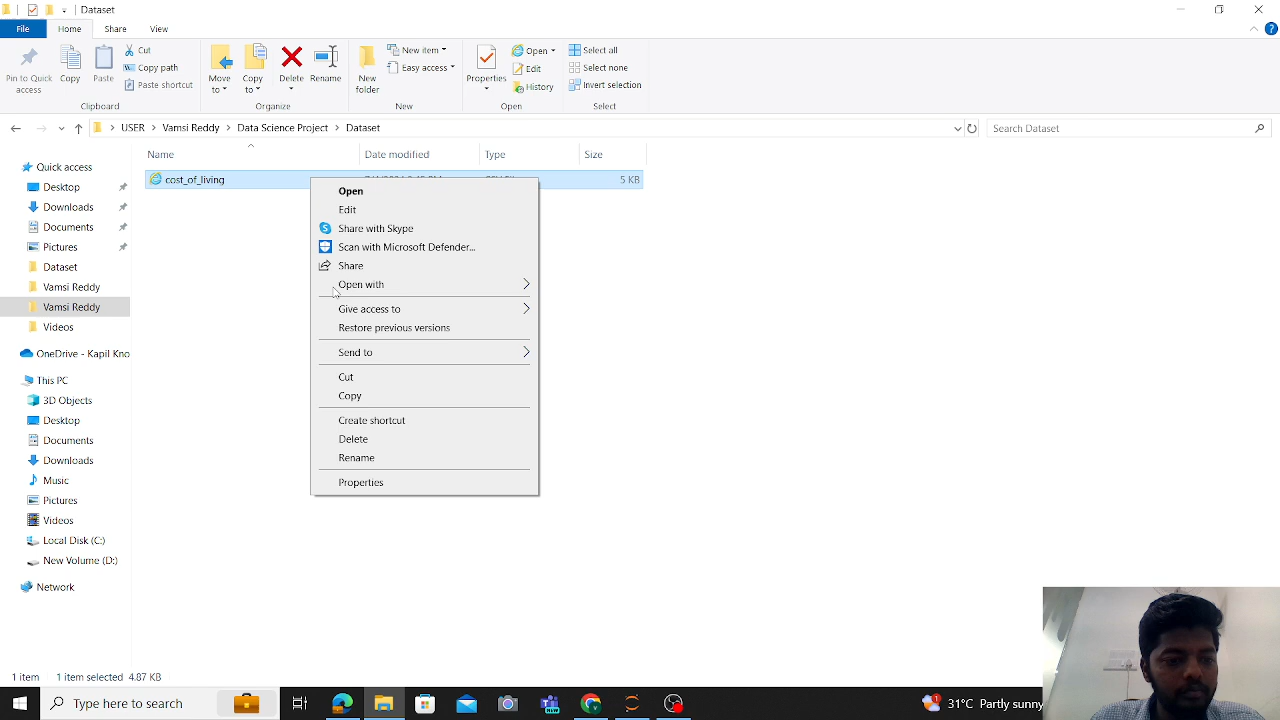 Dataset
File Home Share View
Pin to Quick access
Copy
Paste
Cut
Copy path
Paste shortcut
Clipboard
Move to
Copy to
Delete
Rename
Organize
New folder
New item
Easy access
New
Properties
Open
Edit
History
Open
Select all
Select none
Invert selection
Select
USER > Vamsi Reddy > Data Science Project > Dataset
Search Dataset
Name Date modified Type Size
cost_of_living 5 KB
Quick access
Desktop
Downloads
Documents
Pictures
Dataset
Vamsi Reddy
Vamsi Reddy
Videos
OneDrive - Kapil Kno
This PC
3D Objects
Desktop
Documents
Downloads
Music
Pictures
Videos
Local Disk (C:)
New Volume (D:)
Network
Open
Edit
Share with Skype
Scan with Microsoft Defender...
Share
Open with
Give access to
Restore previous versions
Send to
Cut
Copy
Create shortcut
Delete
Rename
Properties
1 item 1 item selected 4.87 KB
Type here to search
31°C Partly sunny